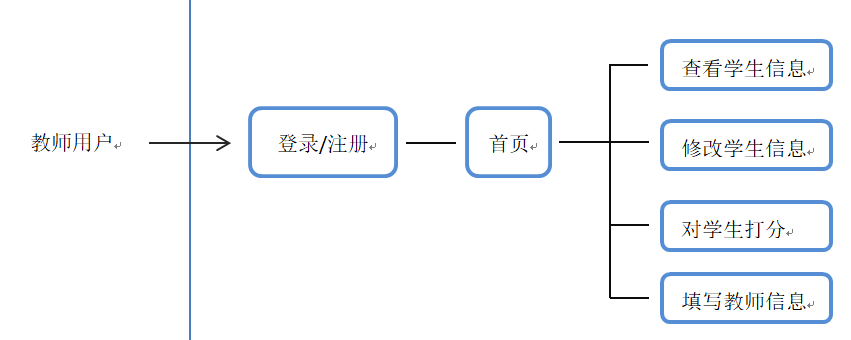 教师用户
登录/注册
首页
查看学生信息
修改学生信息
对学生打分
填写教师信息